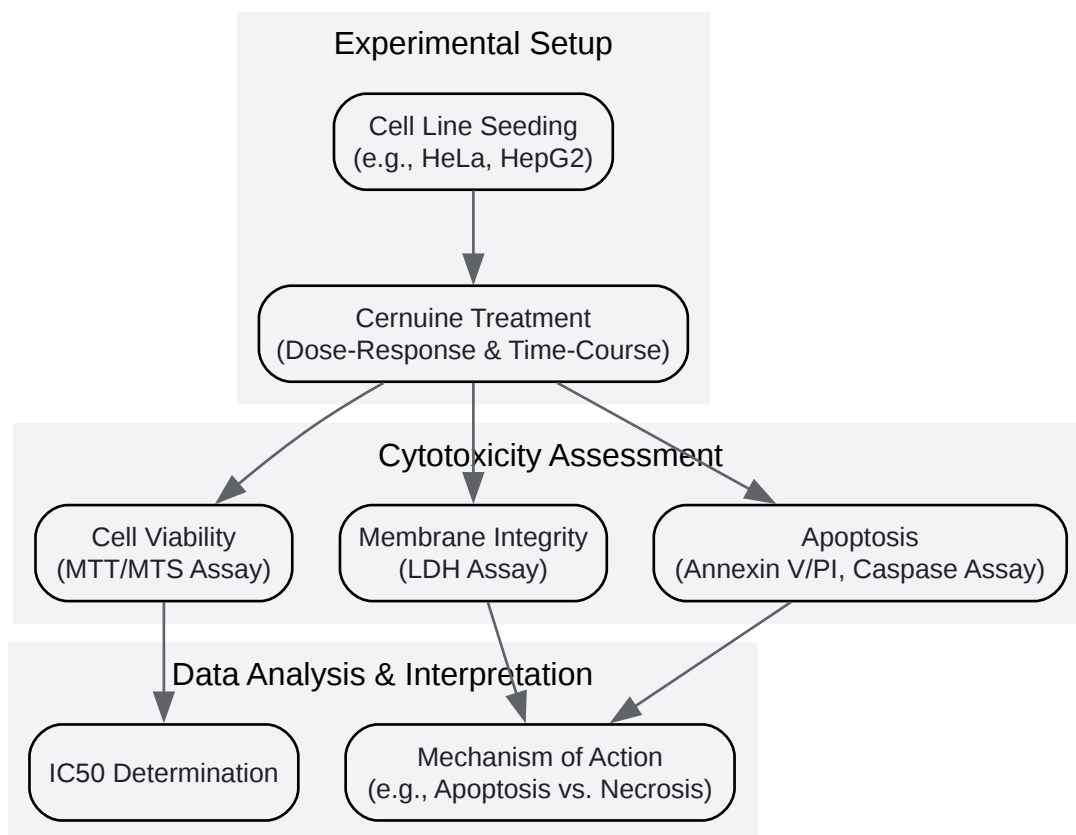 Experimental Setup
Cell Line Seeding
(e.g., HeLa, HepG2)
Cernuine Treatment
(Dose-Response & Time-Course)
Cytotoxicity Assessment
Cell Viability
(MTT/MTS Assay)
Membrane Integrity
(LDH Assay)
Apoptosis
(Annexin V/PI, Caspase Assay)
Data Analysis & Interpretation
IC50 Determination
Mechanism of Action
(e.g., Apoptosis vs. Necrosis)